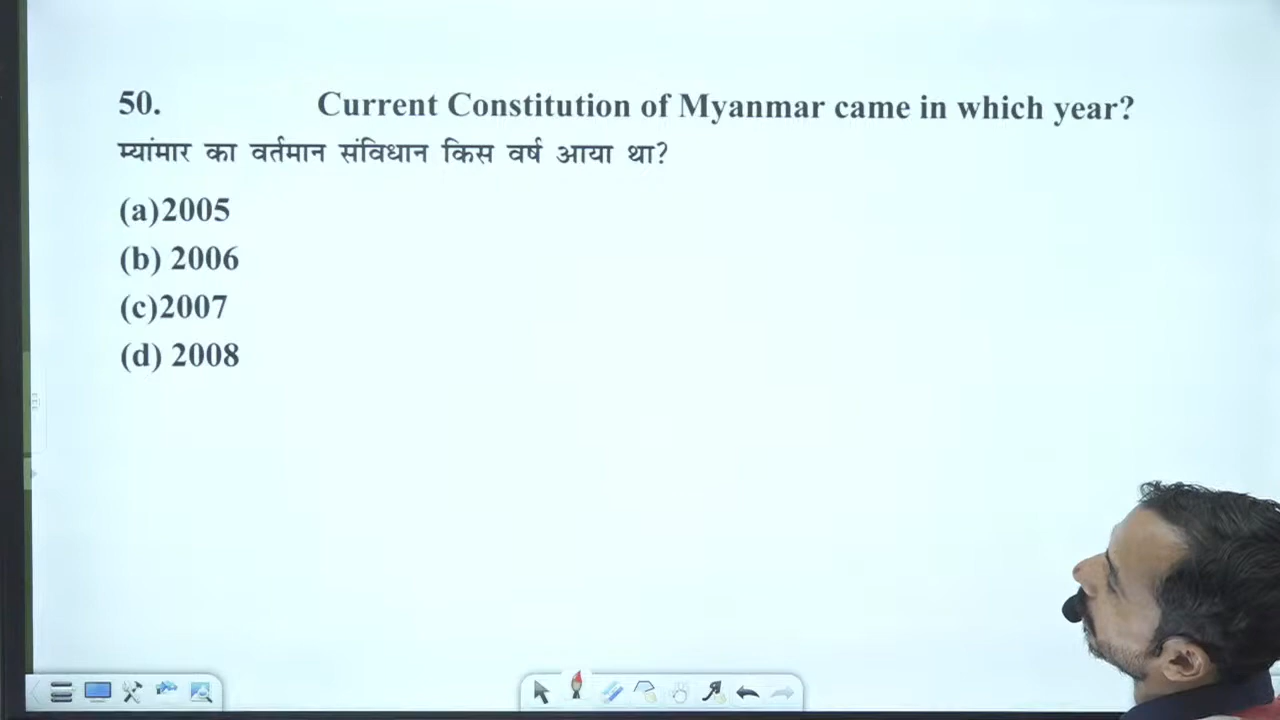 50. Current Constitution of Myanmar came in which year?
म्यांमार का वर्तमान संविधान किस वर्ष आया था?
(a)2005
(b) 2006
(c)2007
(d) 2008